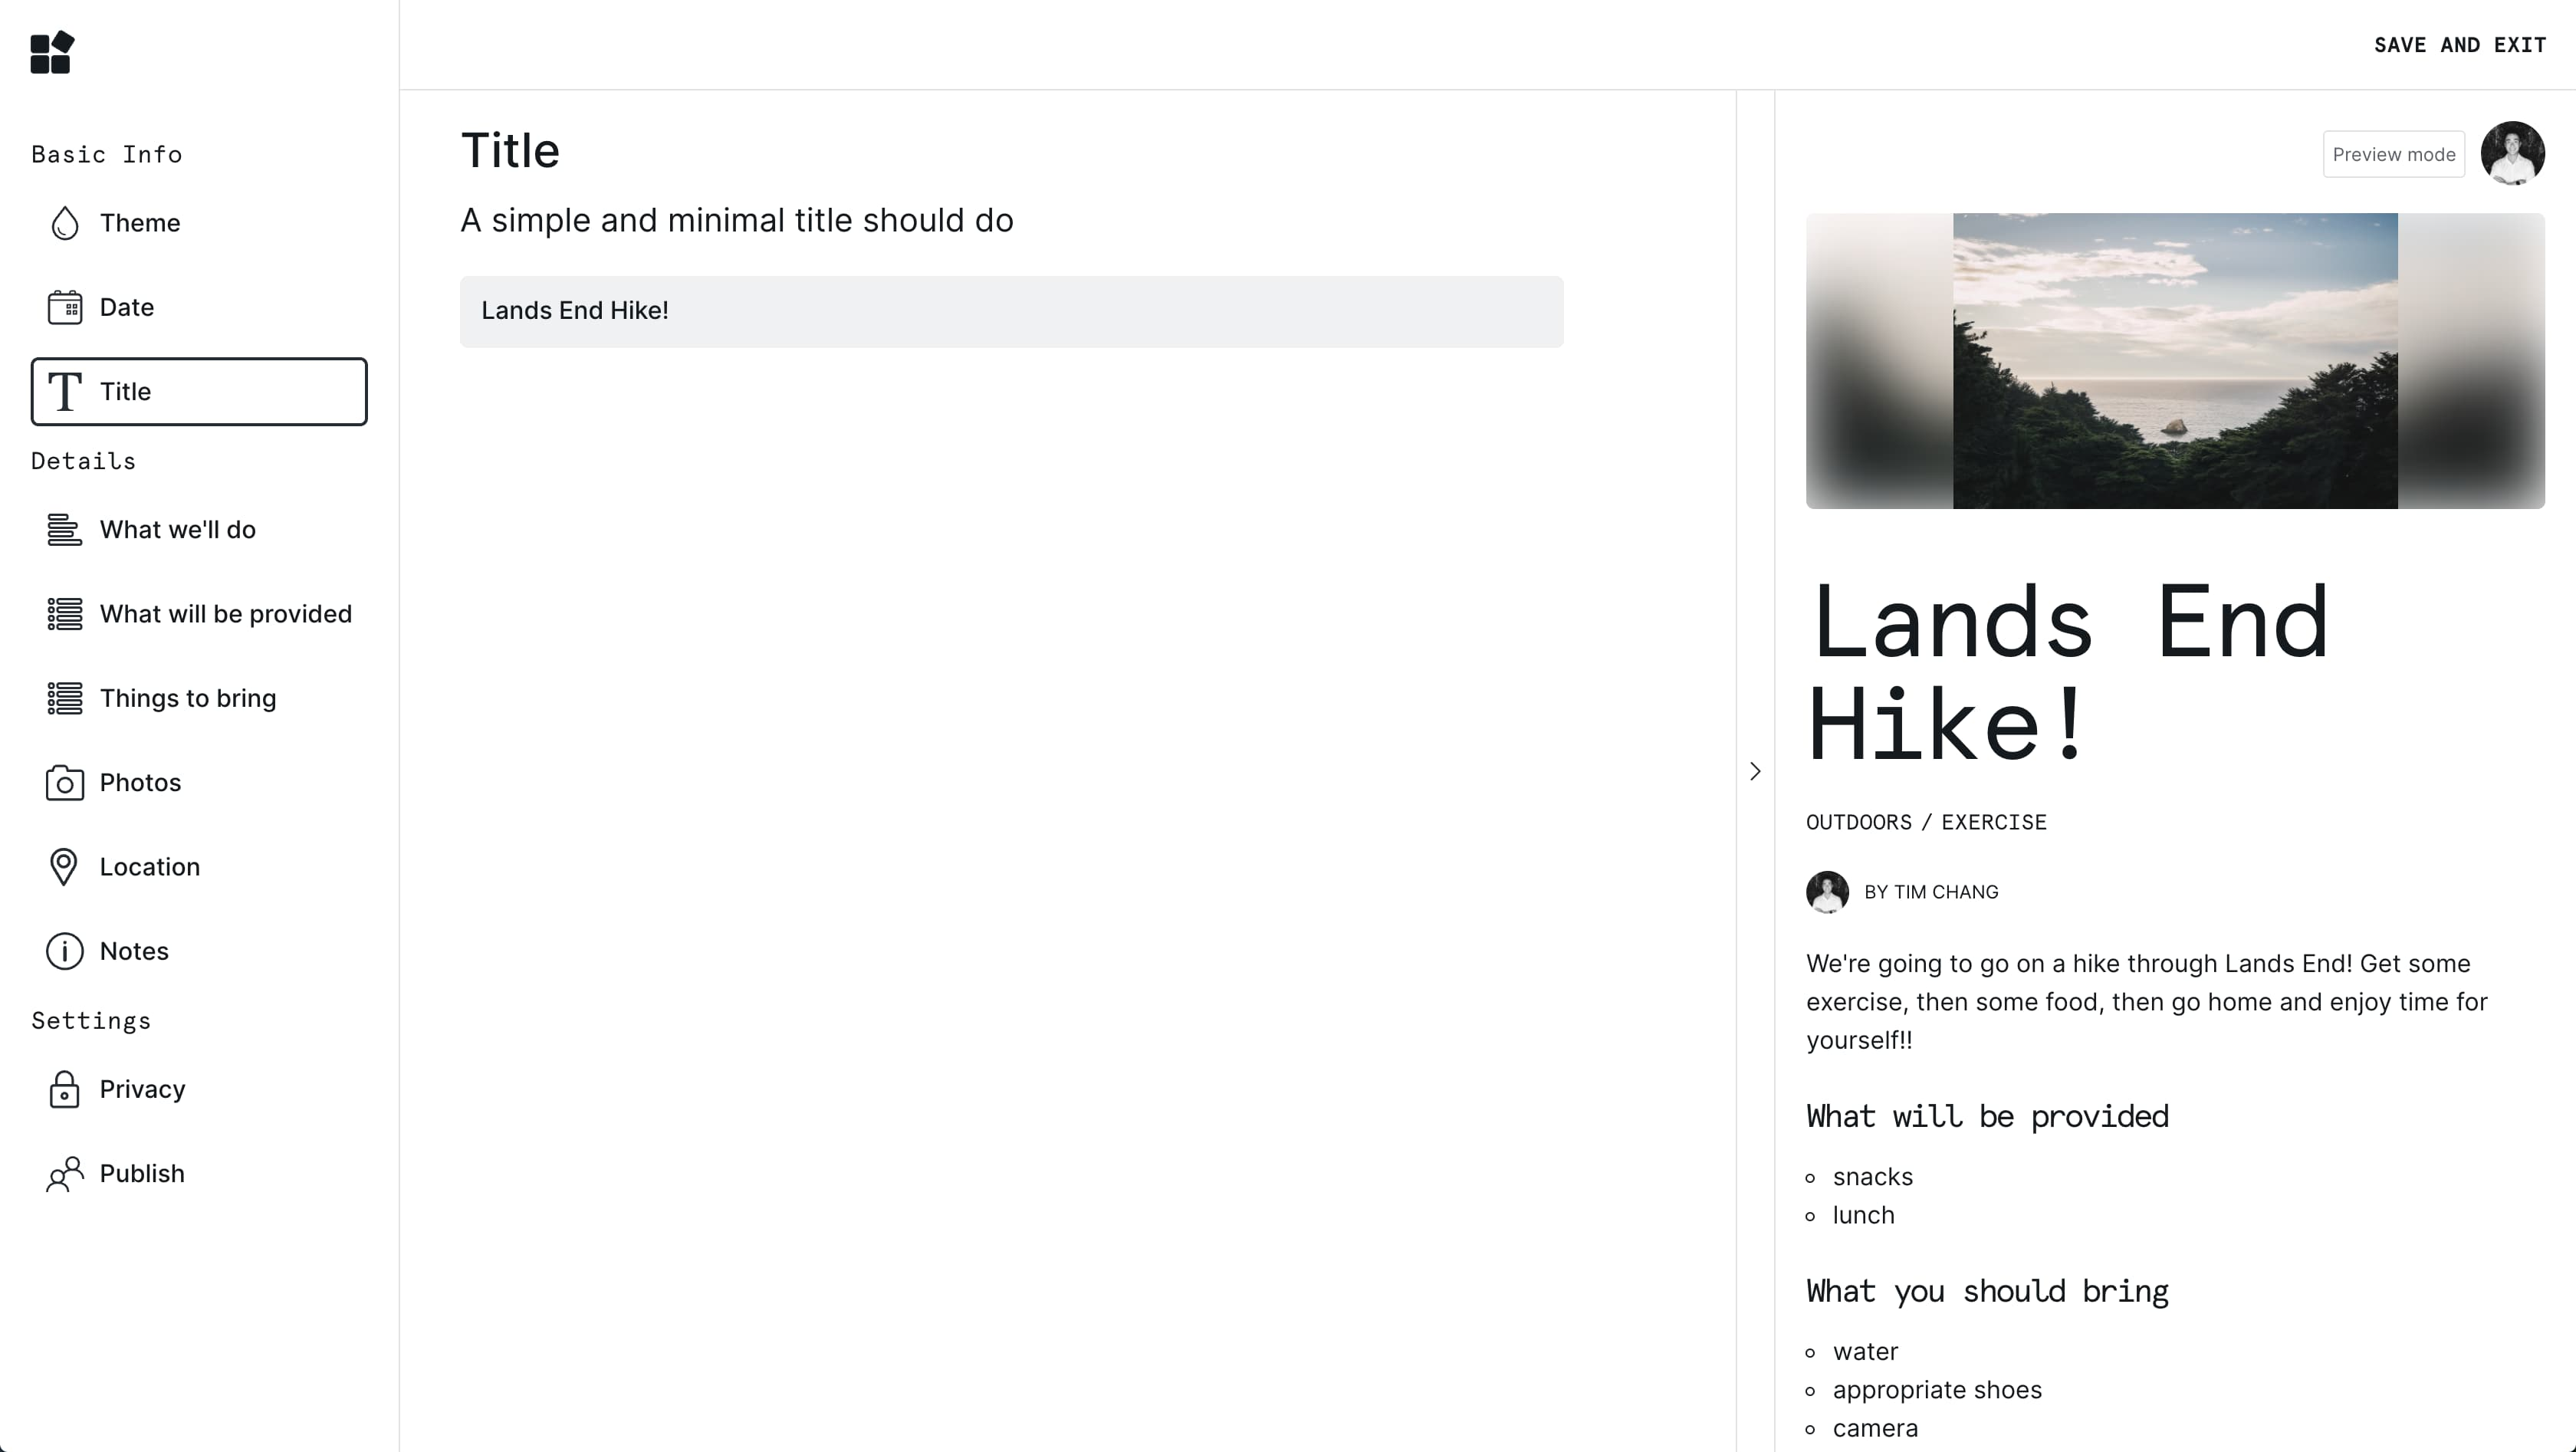 SAVE AND EXIT
Basic Info
Theme
Date
Title
Details
What we'll do
What will be provided
Things to bring
Photos
Location
Notes
Settings
Privacy
Publish
Title
A simple and minimal title should do
Lands End Hike!
Preview mode
Lands End
Hike!
OUTDOORS / EXERCISE
BY TIM CHANG
We're going to go on a hike through Lands End! Get some
exercise, then some food, then go home and enjoy time for
yourself!!
What will be provided
snacks
lunch
What you should bring
water
appropriate shoes
camera